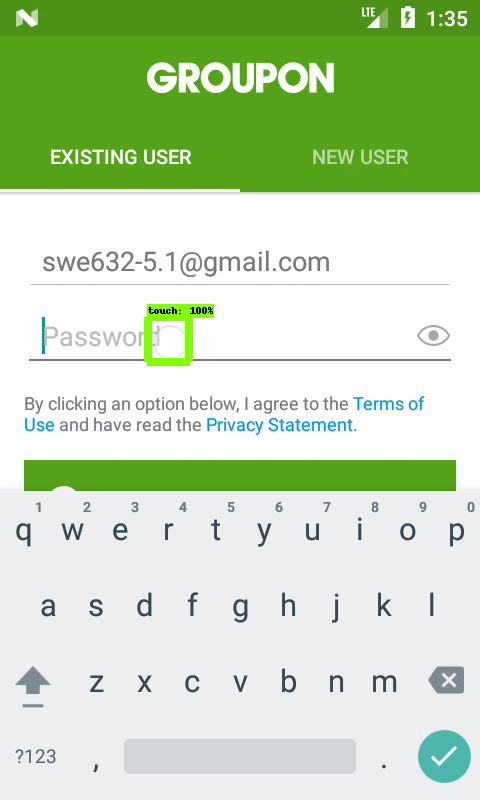 LTE 1:35
GROUPON
EXISTING USER NEW USER
swe632-5.1@gmail.com
touch: 100%
Password
By clicking an option below, I agree to the Terms of
Use and have read the Privacy Statement.
1 2 3 4 5 6 7 8 9 0
q w e r t y u i o p
a s d f g h j k l
z x c v b n m
?123 , .